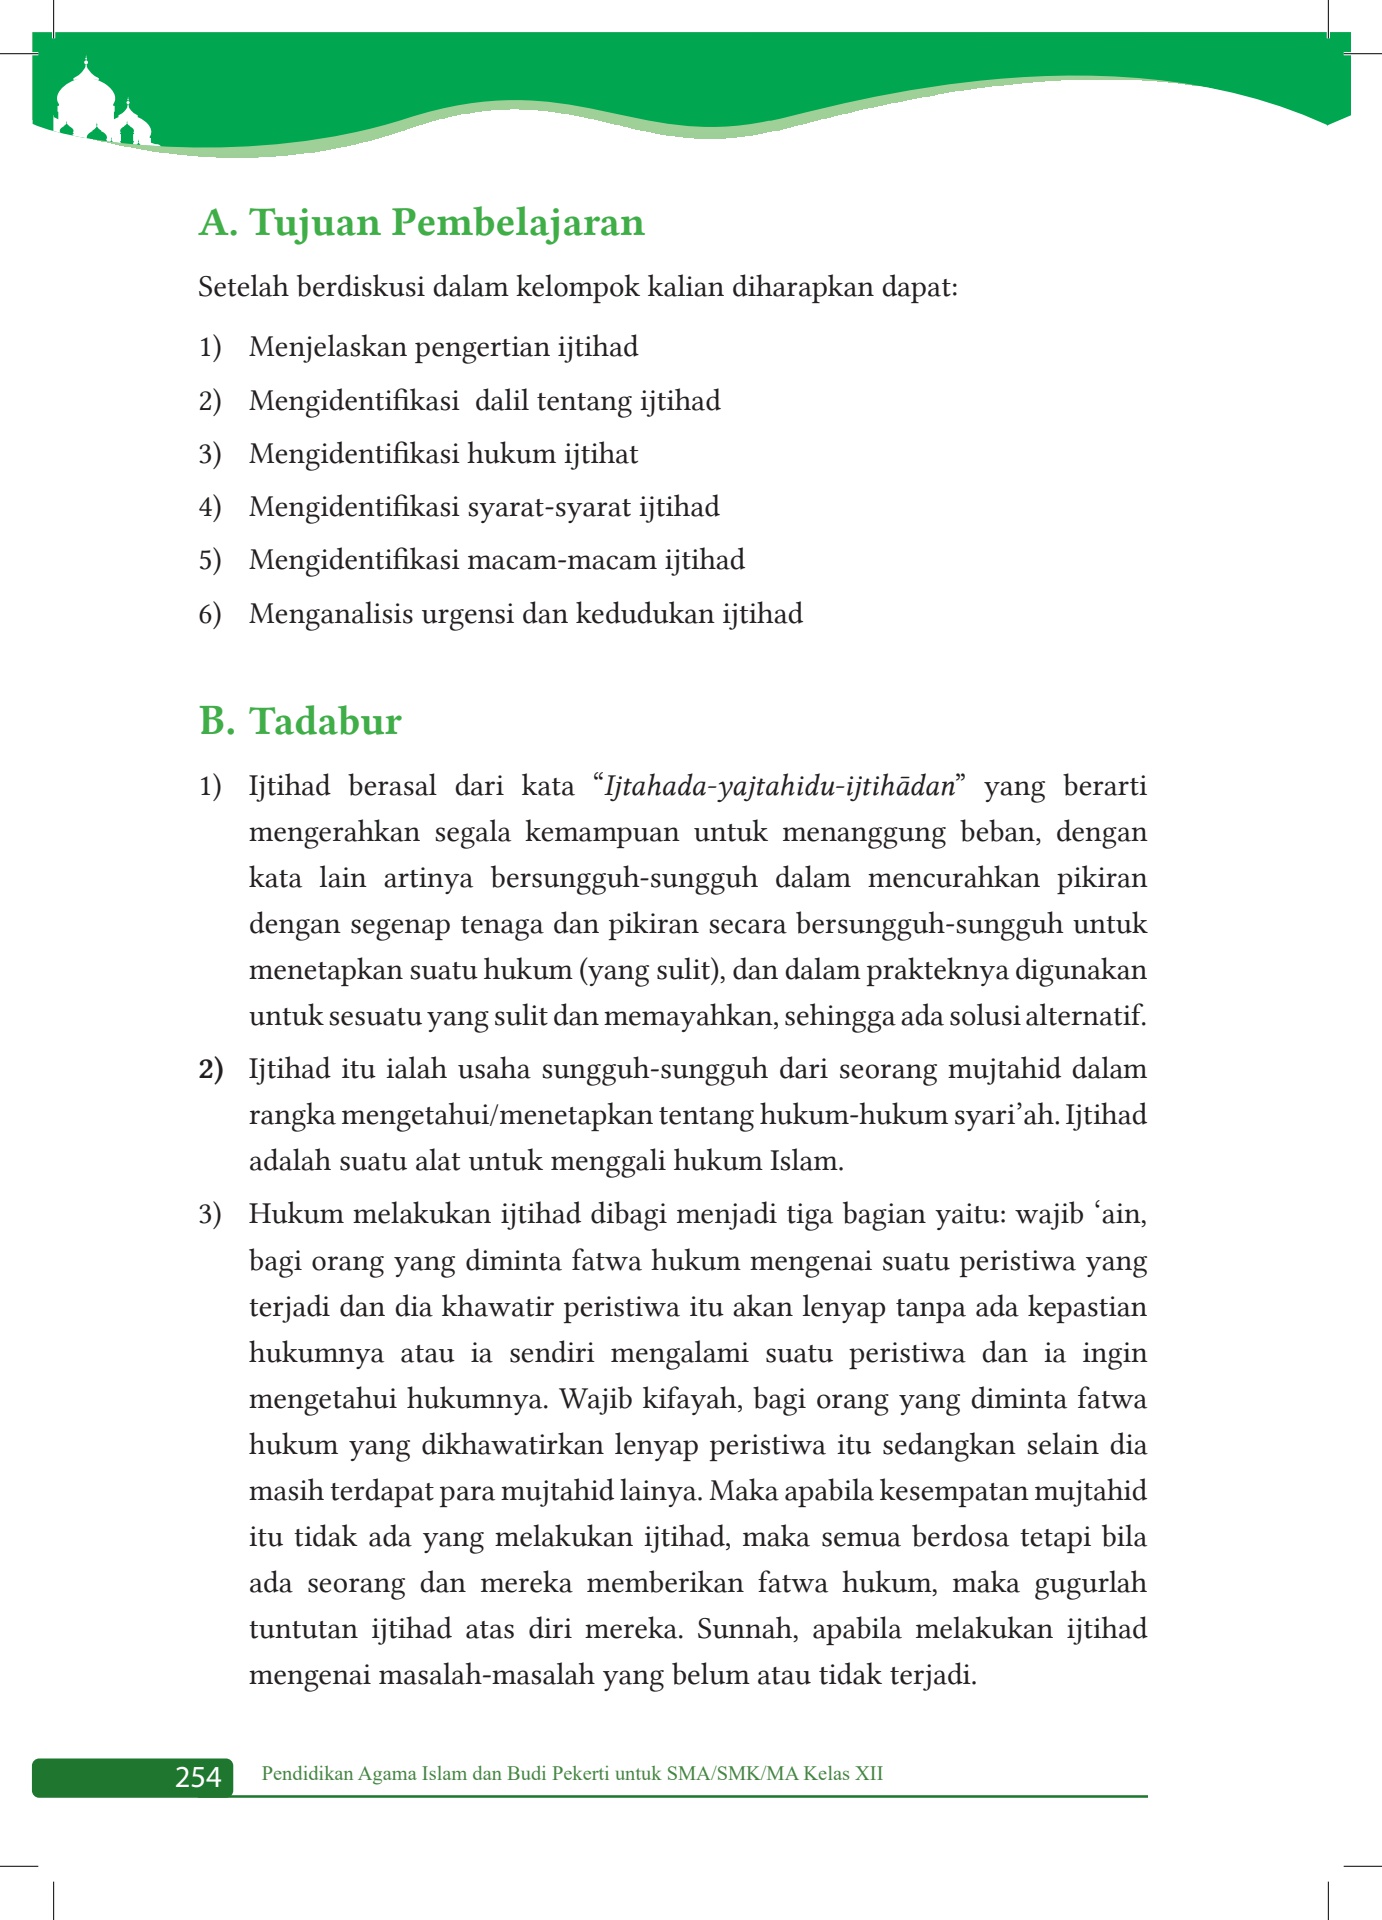 A. Tujuan Pembelajaran
Setelah berdiskusi dalam kelompok kalian diharapkan dapat:
1) Menjelaskan pengertian ijtihad
2) Mengidentifikasi dalil tentang ijtihad
3) Mengidentifikasi hukum ijtihat
4) Mengidentifikasi syarat-syarat ijtihad
5) Mengidentifikasi macam-macam ijtihad
6) Menganalisis urgensi dan kedudukan ijtihad
B. Tadabur
1) Ijtihad berasal dari kata “Ijtahada-yajtahidu-ijtihādan” yang berarti
mengerahkan segala kemampuan untuk menanggung beban, dengan
kata lain artinya bersungguh-sungguh dalam mencurahkan pikiran
dengan segenap tenaga dan pikiran secara bersungguh-sungguh untuk
menetapkan suatu hukum (yang sulit), dan dalam prakteknya digunakan
untuk sesuatu yang sulit dan memayahkan, sehingga ada solusi alternatif.
2) Ijtihad itu ialah usaha sungguh-sungguh dari seorang mujtahid dalam
rangka mengetahui/menetapkan tentang hukum-hukum syari’ah. Ijtihad
adalah suatu alat untuk menggali hukum Islam.
3) Hukum melakukan ijtihad dibagi menjadi tiga bagian yaitu: wajib ‘ain,
bagi orang yang diminta fatwa hukum mengenai suatu peristiwa yang
terjadi dan dia khawatir peristiwa itu akan lenyap tanpa ada kepastian
hukumnya atau ia sendiri mengalami suatu peristiwa dan ia ingin
mengetahui hukumnya. Wajib kifayah, bagi orang yang diminta fatwa
hukum yang dikhawatirkan lenyap peristiwa itu sedangkan selain dia
masih terdapat para mujtahid lainya. Maka apabila kesempatan mujtahid
itu tidak ada yang melakukan ijtihad, maka semua berdosa tetapi bila
ada seorang dan mereka memberikan fatwa hukum, maka gugurlah
tuntutan ijtihad atas diri mereka. Sunnah, apabila melakukan ijtihad
mengenai masalah-masalah yang belum atau tidak terjadi.
254 Pendidikan Agama Islam dan Budi Pekerti untuk SMA/SMK/MA Kelas XII